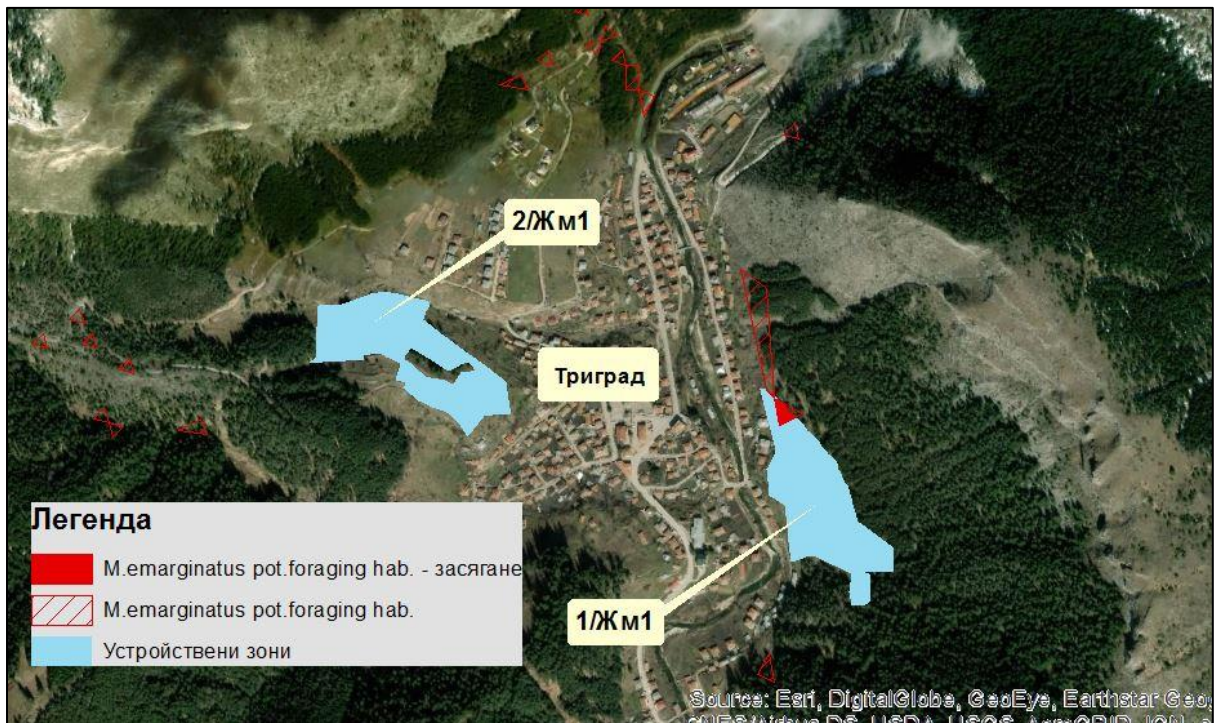 2/Жм1
Триград
1/Жм1
Легенда
M.emarginatus pot.foraging hab. - засягане
M.emarginatus pot.foraging hab.
Устройствени зони
Source: Esri, DigitalGlobe, GeoEye, Earthstar Geo